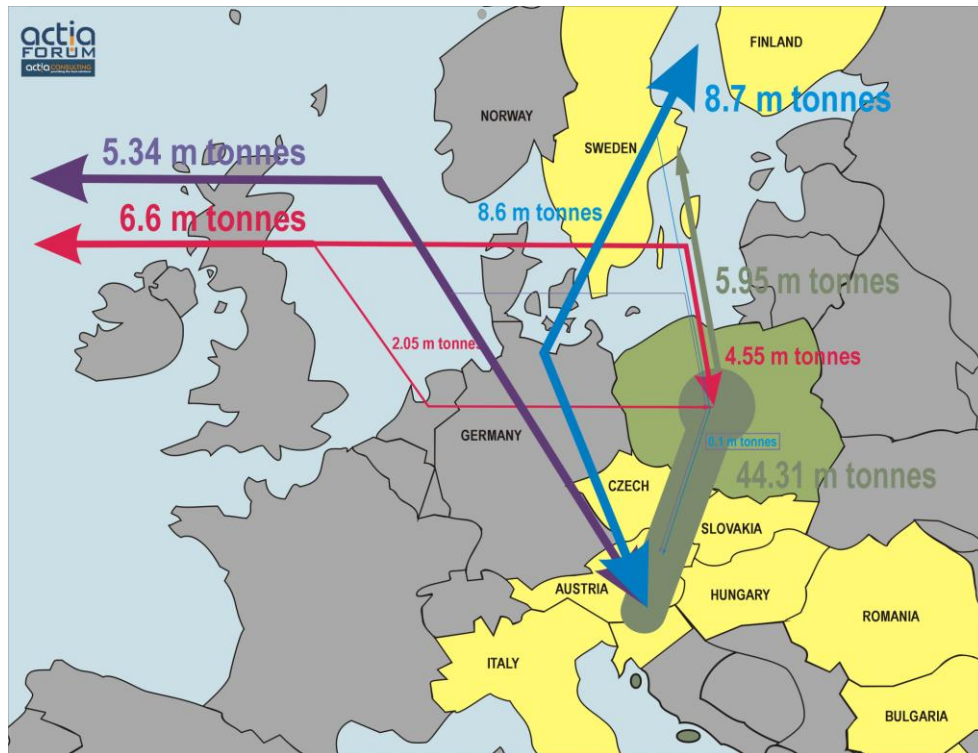 actia
FORUM
actia CONSULTING
FINLAND
8.7 m tonnes
NORWAY
5.34 m tonnes
SWEDEN
6.6 m tonnes
8.6 m tonnes
5.95 m tonnes
2.05 m tonnes
4.55 m tonnes
GERMANY
0.1 m tonnes
44.31 m tonnes
CZECH
SLOVAKIA
AUSTRIA
HUNGARY
ROMANIA
ITALY
BULGARIA